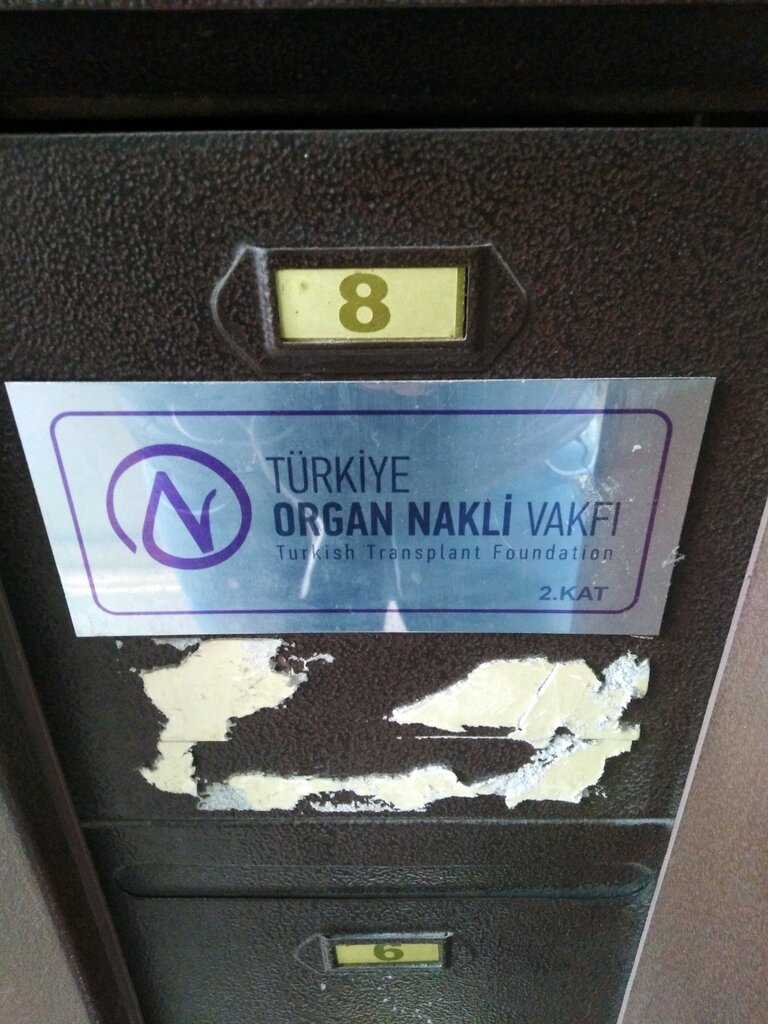 8
TÜRKİYE
ORGAN NAKLİ VAKFI
Turkish Transplant Foundation
2.KAT
6